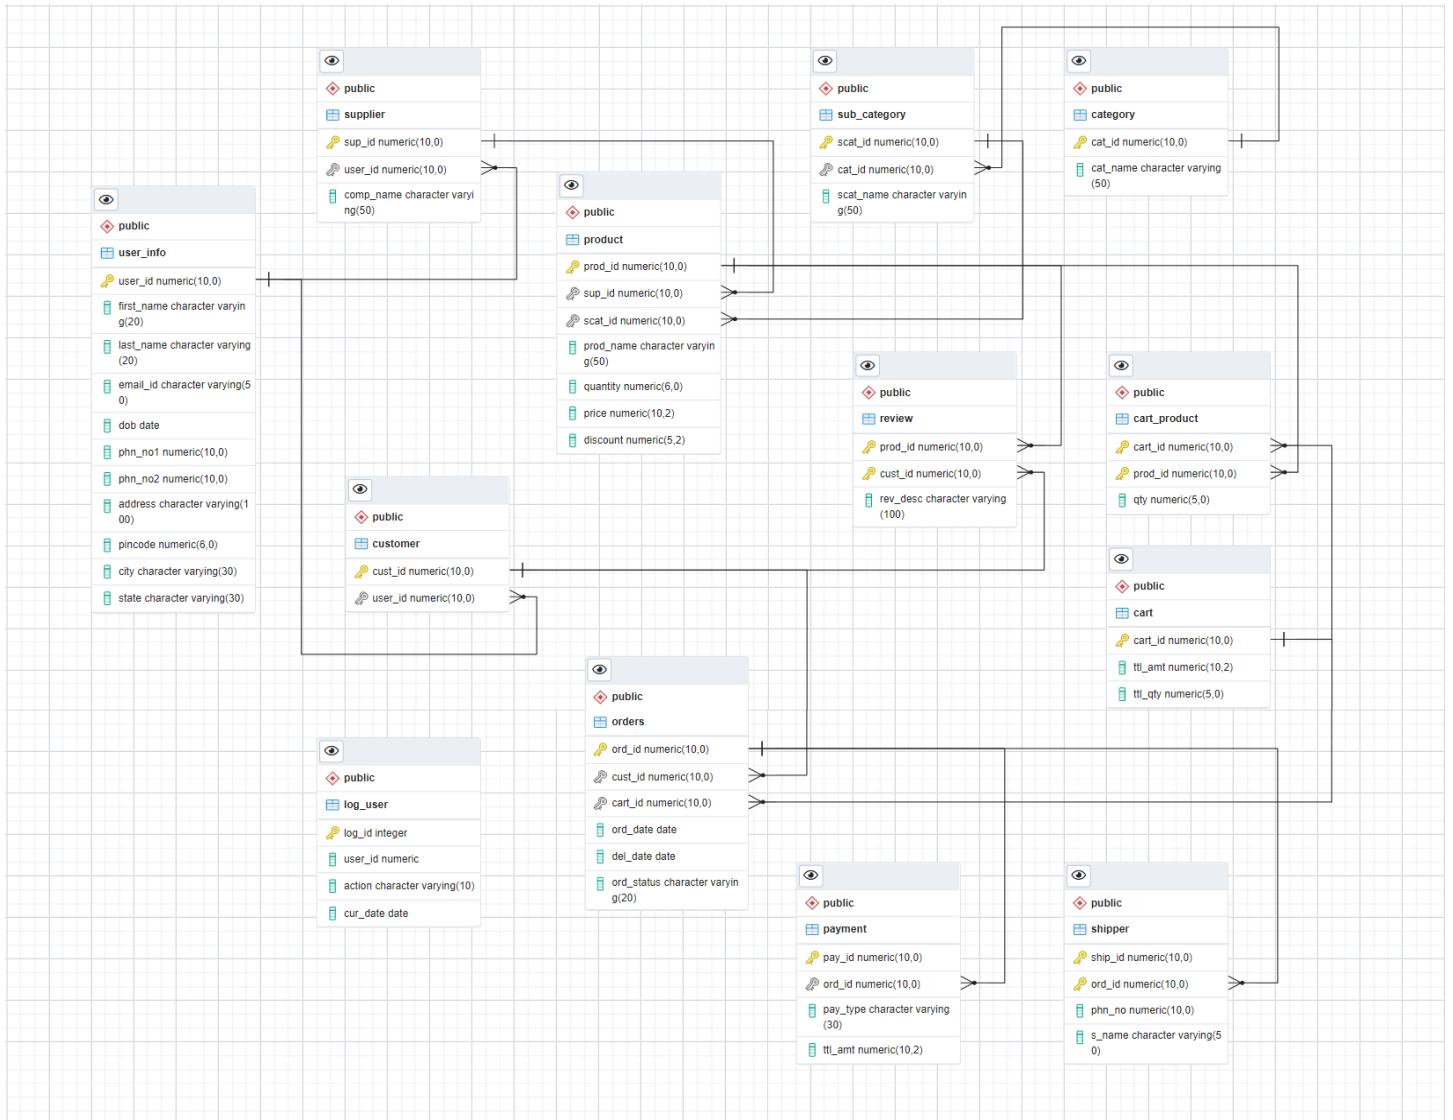 public
supplier
sup_id numeric(10,0)
user_id numeric(10,0)
comp_name character varyi
ng(50)
public
sub_category
scat_id numeric(10,0)
cat_id numeric(10,0)
scat_name character varyin
g(50)
public
category
cat_id numeric(10,0)
cat_name character varying
(50)
public
user_info
user_id numeric(10,0)
first_name character varyin
g(20)
last_name character varying
(20)
email_id character varying(5
0)
dob date
phn_no1 numeric(10,0)
phn_no2 numeric(10,0)
address character varying(1
00)
pincode numeric(6,0)
city character varying(30)
state character varying(30)
public
product
prod_id numeric(10,0)
sup_id numeric(10,0)
scat_id numeric(10,0)
prod_name character varyin
g(50)
quantity numeric(6,0)
price numeric(10,2)
discount numeric(5,2)
public
review
prod_id numeric(10,0)
cust_id numeric(10,0)
rev_desc character varying
(100)
public
cart_product
cart_id numeric(10,0)
prod_id numeric(10,0)
qty numeric(5,0)
public
customer
cust_id numeric(10,0)
user_id numeric(10,0)
public
cart
cart_id numeric(10,0)
ttl_amt numeric(10,2)
ttl_qty numeric(5,0)
public
orders
ord_id numeric(10,0)
cust_id numeric(10,0)
cart_id numeric(10,0)
ord_date date
del_date date
ord_status character varyin
g(20)
public
log_user
log_id integer
user_id numeric
action character varying(10)
cur_date date
public
payment
pay_id numeric(10,0)
ord_id numeric(10,0)
pay_type character varying
(30)
ttl_amt numeric(10,2)
public
shipper
ship_id numeric(10,0)
ord_id numeric(10,0)
phn_no numeric(10,0)
s_name character varying(5
0)